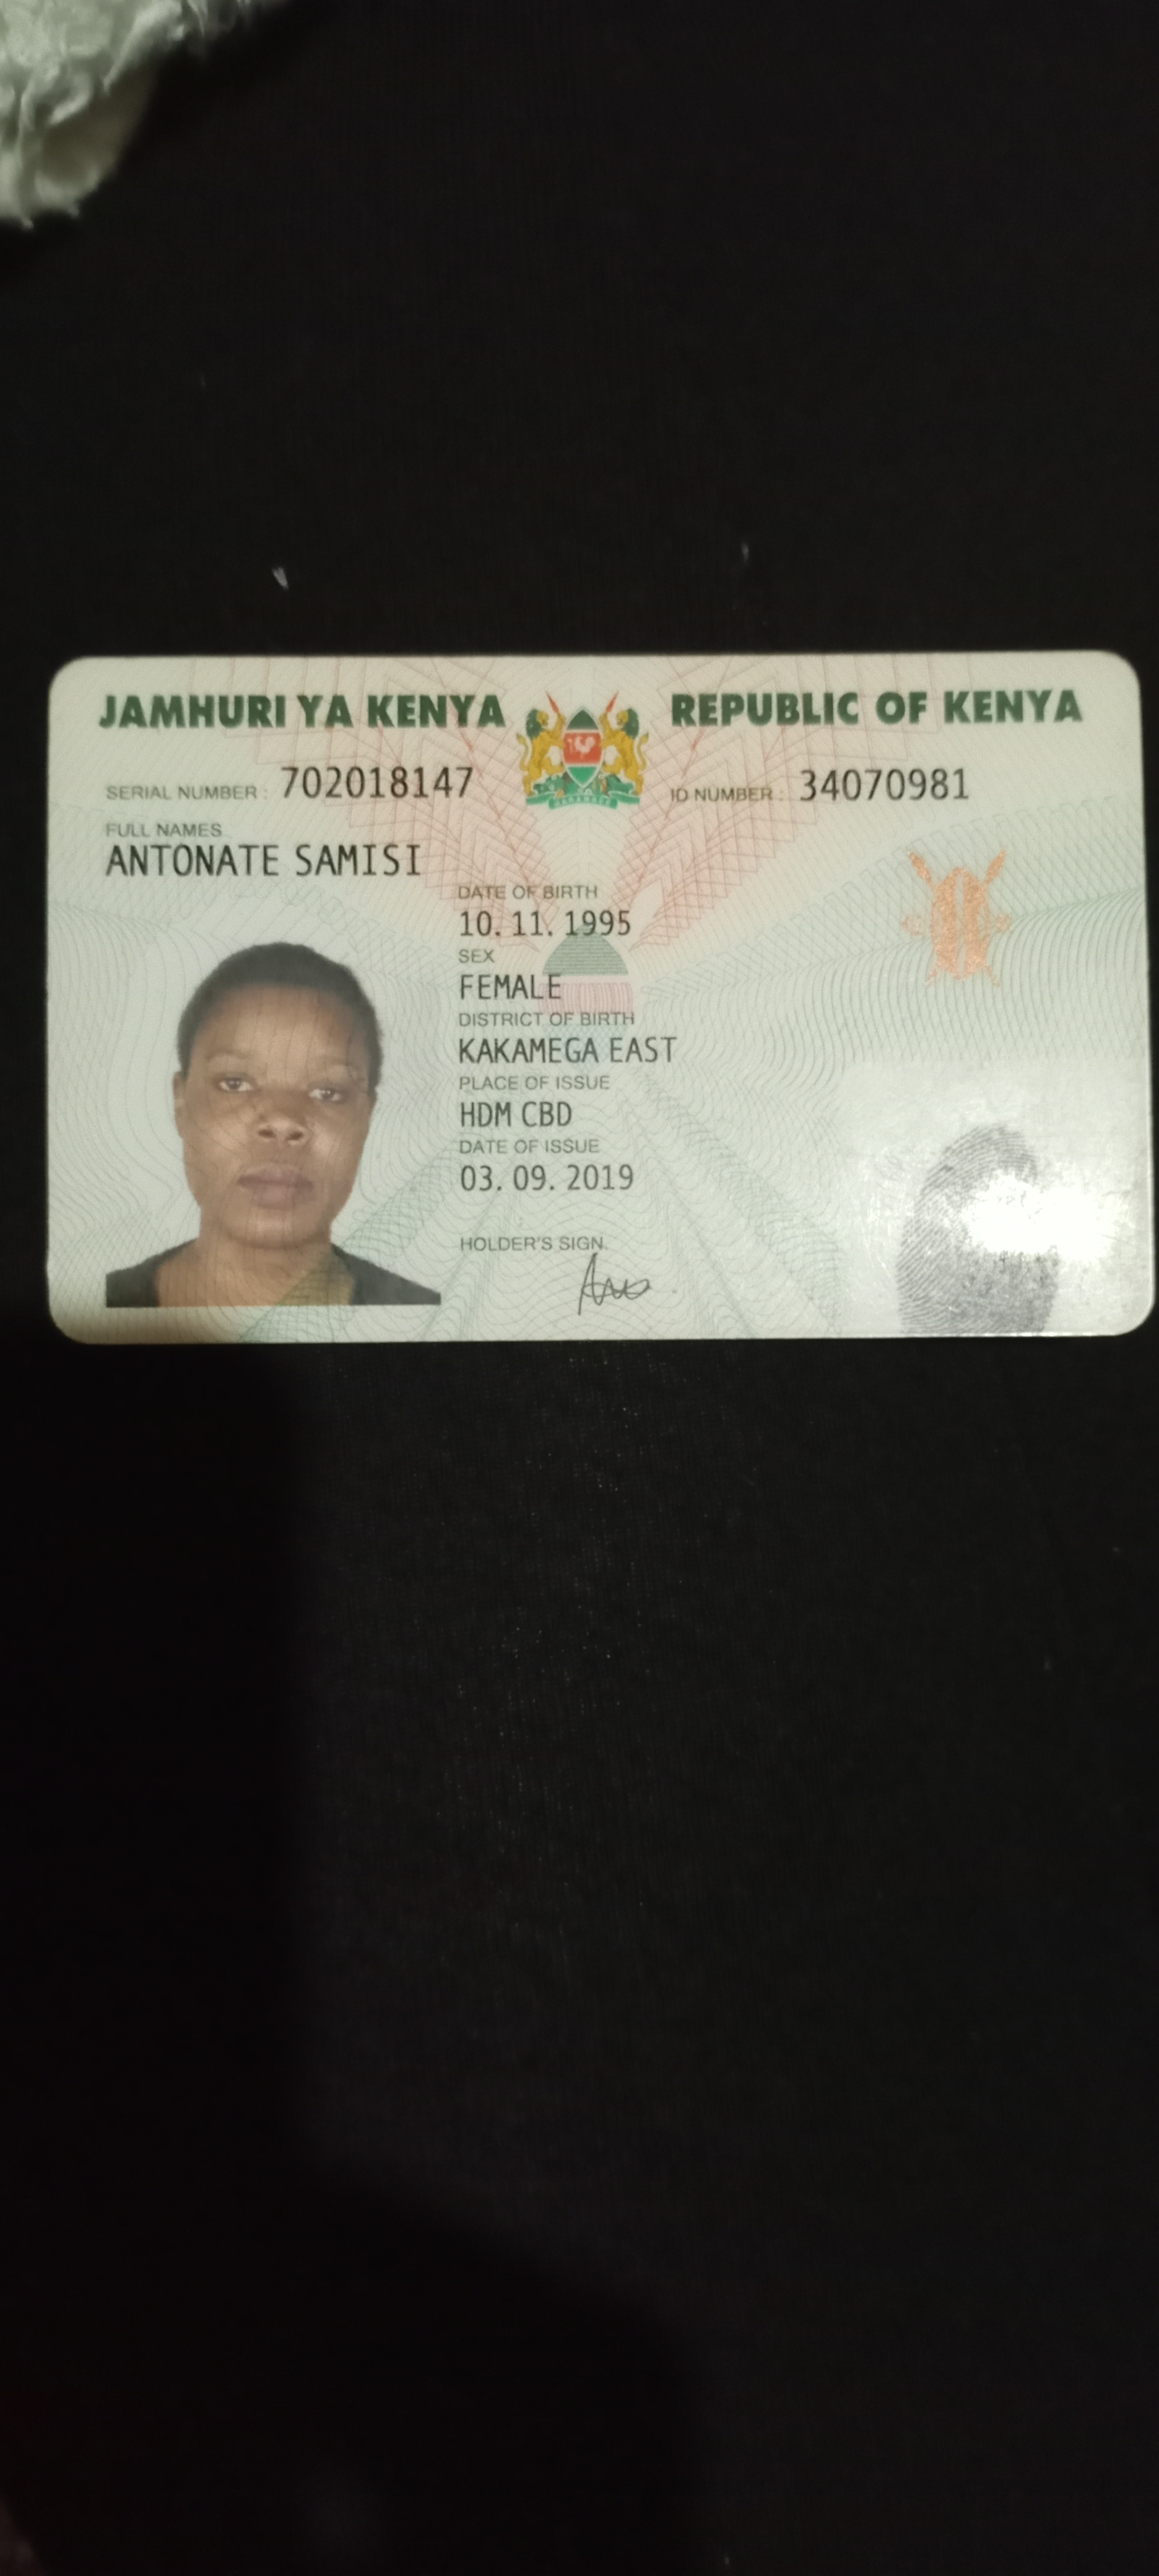 JAMHURI YA KENYA REPUBLIC OF KENYA
SERIAL NUMBER : 702018147 ID NUMBER : 34070981
FULL NAMES
ANTONATE SAMISI
DATE OF BIRTH
10. 11. 1995
SEX
FEMALE
DISTRICT OF BIRTH
KAKAMEGA EAST
PLACE OF ISSUE
HDM CBD
DATE OF ISSUE
03. 09. 2019
HOLDER'S SIGN.